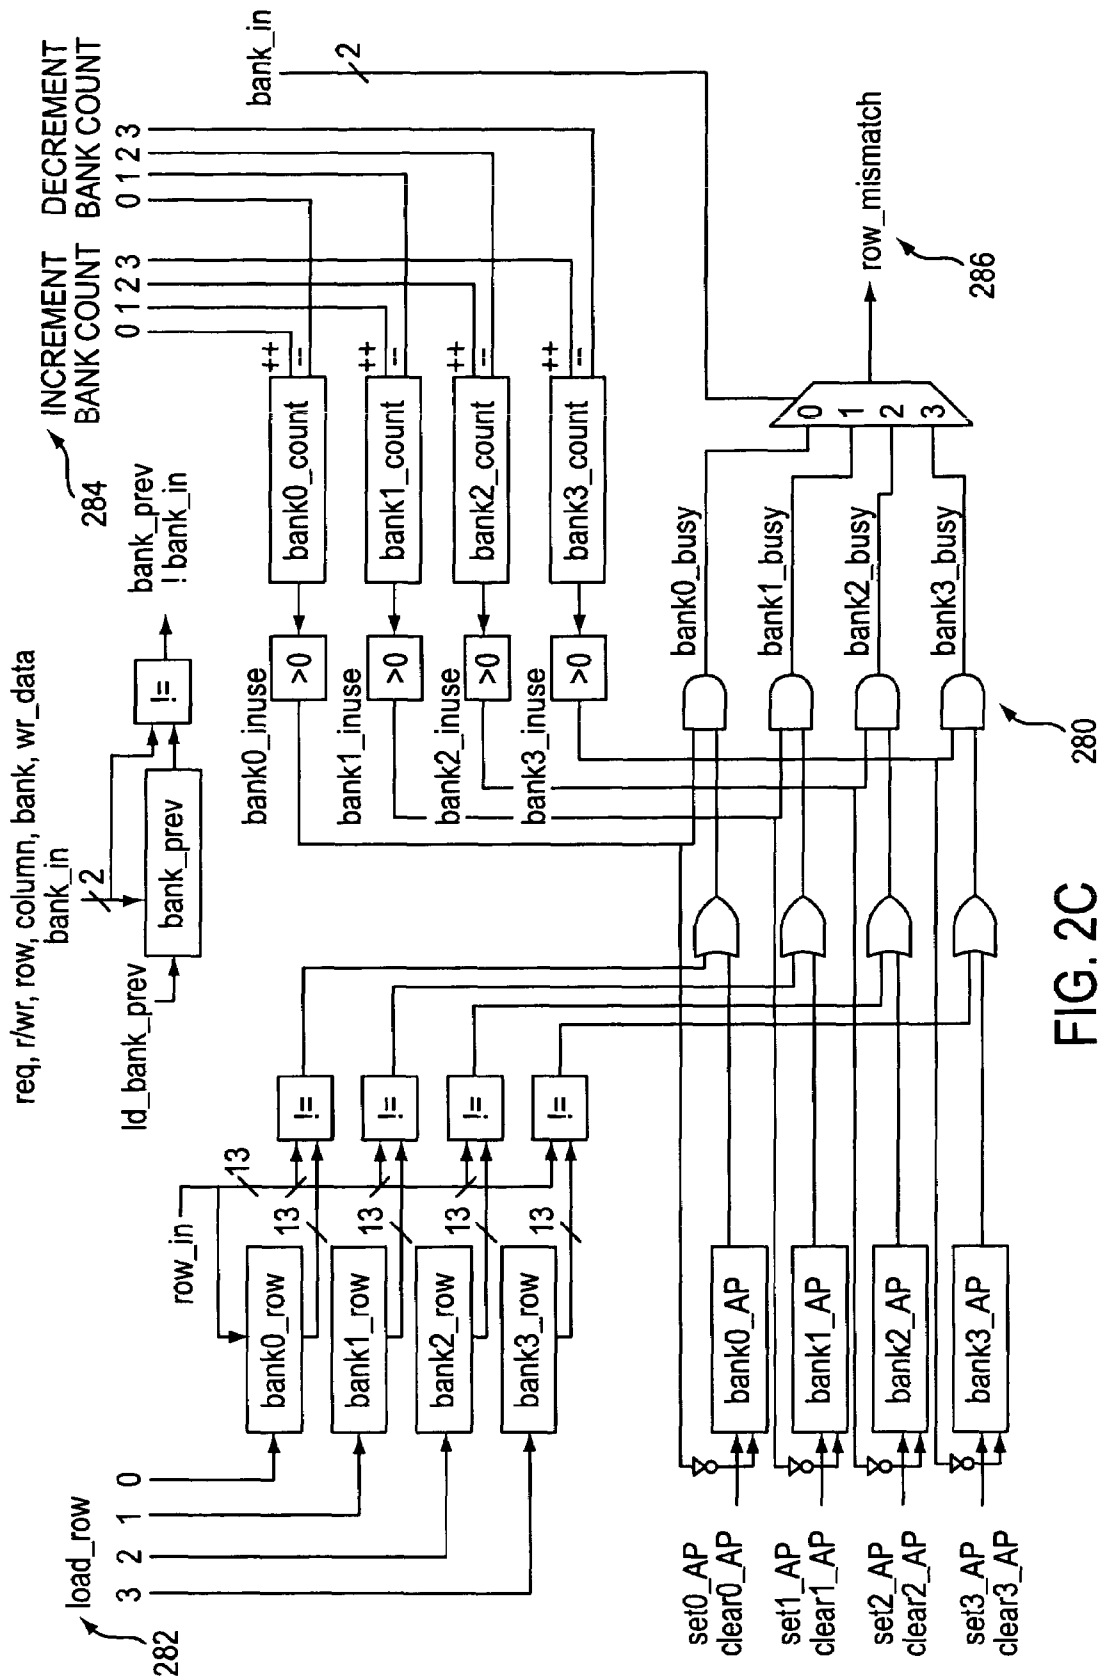 req, r/wr, row, column, bank, wr_data
bank_in
2
ld_bank_prev
bank_prev
!=
bank_prev
! bank_in
284
INCREMENT
BANK COUNT
0 1 2 3
DECREMENT
BANK COUNT
0 1 2 3
bank_in
2
282
load_row
3 2 1 0
row_in
13
bank0_row
13
!=
bank1_row
13
!=
bank2_row
13
!=
bank3_row
13
!=
bank0_inuse
>0
bank0_count
++
--
bank1_inuse
>0
bank1_count
++
--
bank2_inuse
>0
bank2_count
++
--
bank3_inuse
>0
bank3_count
++
--
set0_AP
clear0_AP
bank0_AP
bank0_busy
set1_AP
clear1_AP
bank1_AP
bank1_busy
set2_AP
clear2_AP
bank2_AP
bank2_busy
set3_AP
clear3_AP
bank3_AP
bank3_busy
0
1
2
3
row_mismatch
286
280
FIG. 2C